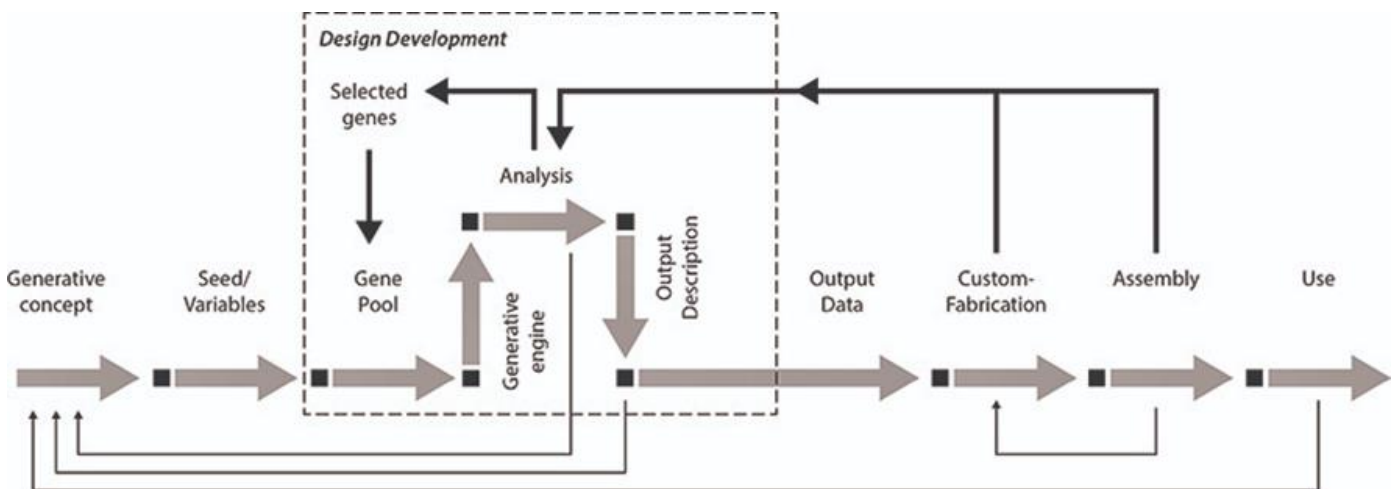 Design Development
Selected
genes
Analysis
Generative
concept
Seed/
Variables
Gene
Pool
Generative
engine
Output
Description
Output
Data
Custom-
Fabrication
Assembly
Use